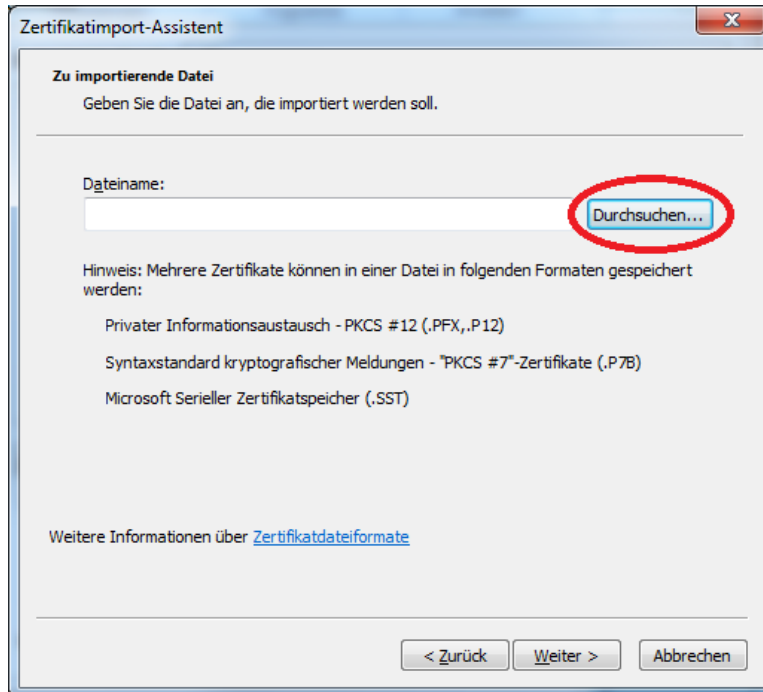 Zertifikatimport-Assistent
Zu importierende Datei
Geben Sie die Datei an, die importiert werden soll.
Dateiname:
Durchsuchen...
Hinweis: Mehrere Zertifikate können in einer Datei in folgenden Formaten gespeichert
werden:
Privater Informationsaustausch - PKCS #12 (.PFX,.P12)
Syntaxstandard kryptografischer Meldungen - "PKCS #7"-Zertifikate (.P7B)
Microsoft Serieller Zertifikatspeicher (.SST)
Weitere Informationen über Zertifikatdateiformate
< Zurück Weiter > Abbrechen